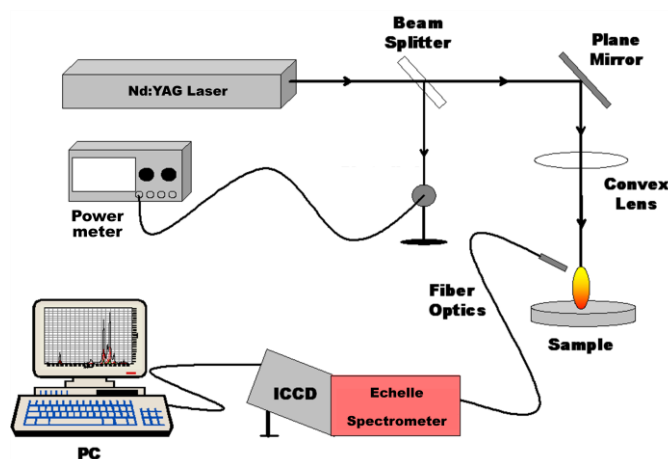 Beam
Splitter
Plane
Mirror
Nd:YAG Laser
Convex
Lens
Power
meter
Fiber
Optics
Sample
ICCD
Echelle
Spectrometer
PC